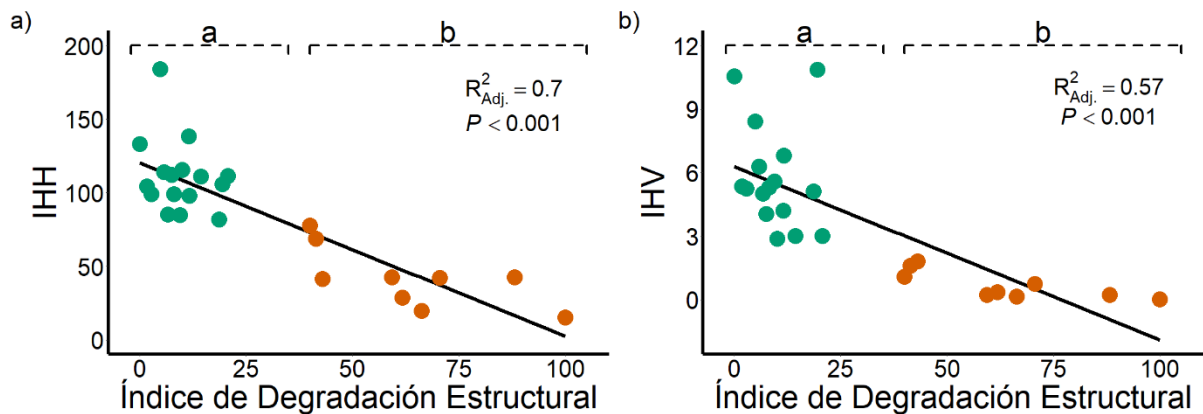 a)
a
b
200
150
100
50
0
IHH
R²Adj. = 0.7
P < 0.001
0 25 50 75 100
Índice de Degradación Estructural
b)
a
b
12
9
6
3
0
IHV
R²Adj. = 0.57
P < 0.001
0 25 50 75 100
Índice de Degradación Estructural